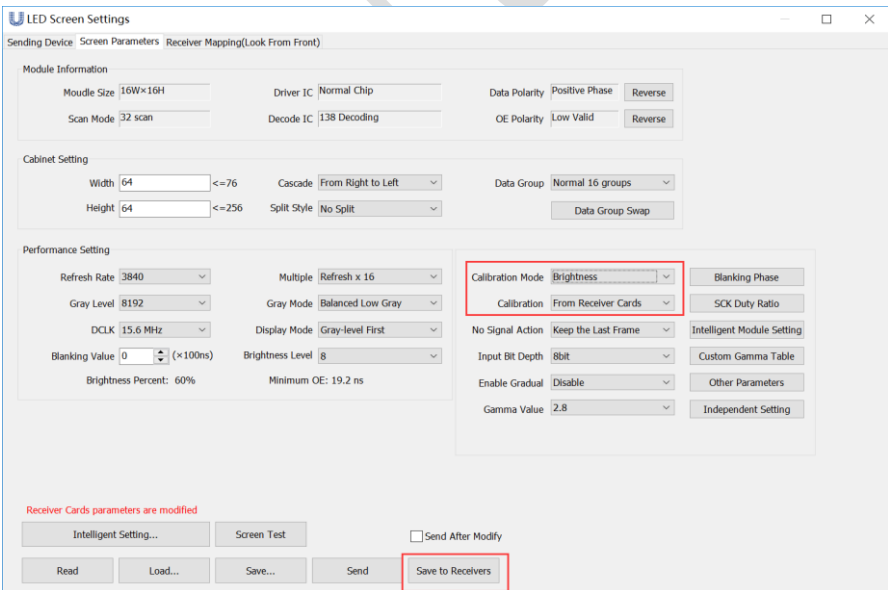 LED Screen Settings
Sending Device Screen Parameters Receiver Mapping(Look From Front)
Module Information
Moudle Size 16W×16H Driver IC Normal Chip Data Polarity Positive Phase Reverse
Scan Mode 32 scan Decode IC 138 Decoding OE Polarity Low Valid Reverse
Cabinet Setting
Width 64 <=76 Cascade From Right to Left Data Group Normal 16 groups
Height 64 <=256 Split Style No Split Data Group Swap
Performance Setting
Refresh Rate 3840 Multiple Refresh x 16 Calibration Mode Brightness Blanking Phase
Gray Level 8192 Gray Mode Balanced Low Gray Calibration From Receiver Cards SCK Duty Ratio
DCLK 15.6 MHz Display Mode Gray-level First No Signal Action Keep the Last Frame Intelligent Module Setting
Blanking Value 0 (×100ns) Brightness Level 8 Input Bit Depth 8bit Custom Gamma Table
Brightness Percent: 60% Minimum OE: 19.2 ns Enable Gradual Disable Other Parameters
Gamma Value 2.8 Independent Setting
Receiver Cards parameters are modified
Intelligent Setting... Screen Test Send After Modify
Read Load... Save... Send Save to Receivers